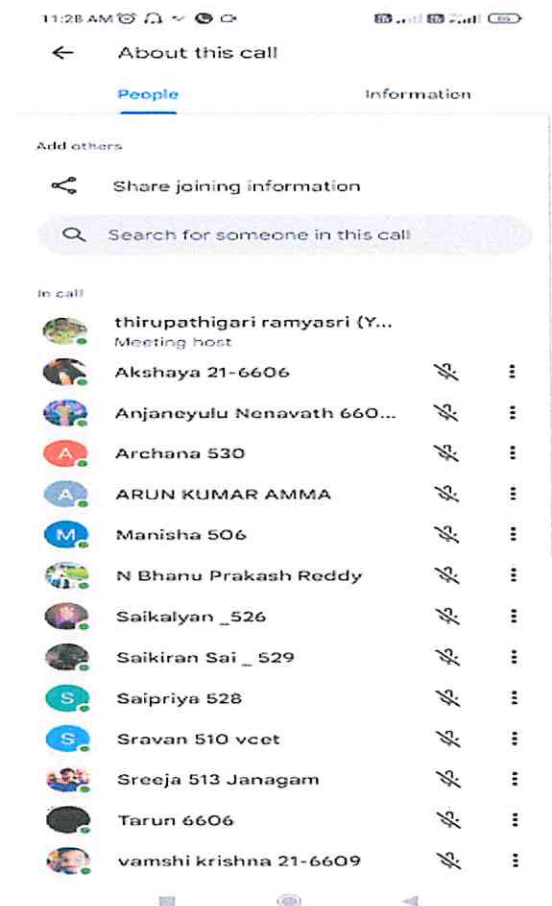 11:28 AM
About this call
People Information
Add others
Share joining information
Search for someone in this call
In call
thirupathigari ramyasri (Y...
Meeting host
Akshaya 21-6606
Anjaneyulu Nenavath 660...
A Archana 530
A ARUN KUMAR AMMA
M Manisha 506
N Bhanu Prakash Reddy
Saikalyan _526
Saikiran Sai _ 529
S Saipriya 528
S Sravan 510 vcet
Sreeja 513 Janagam
Tarun 6606
vamshi krishna 21-6609